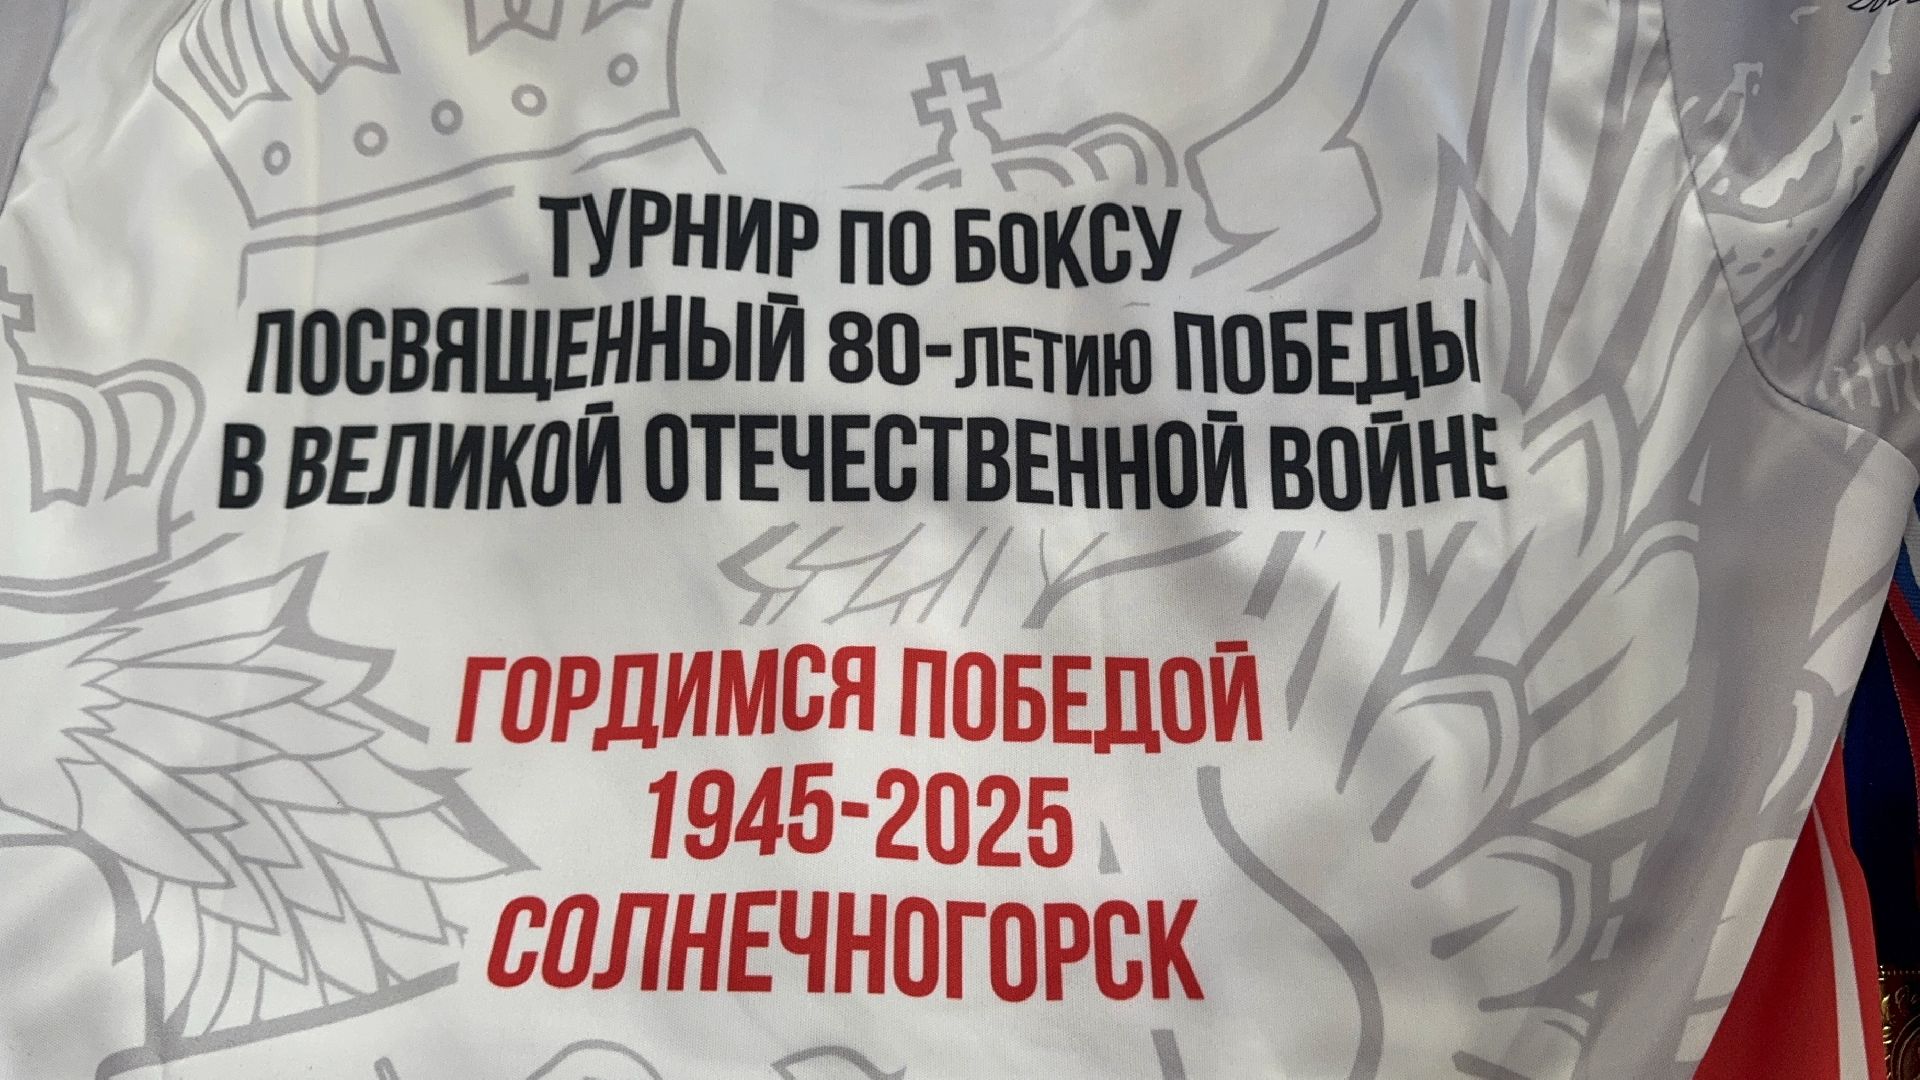 ТУРНИР ПО БОКСУ
ПОСВЯЩЕННЫЙ 80-ЛЕТИЮ ПОБЕДЫ
В ВЕЛИКОЙ ОТЕЧЕСТВЕННОЙ ВОЙНЕ
ГОРДИМСЯ ПОБЕДОЙ
1945-2025
СОЛНЕЧНОГОРСК